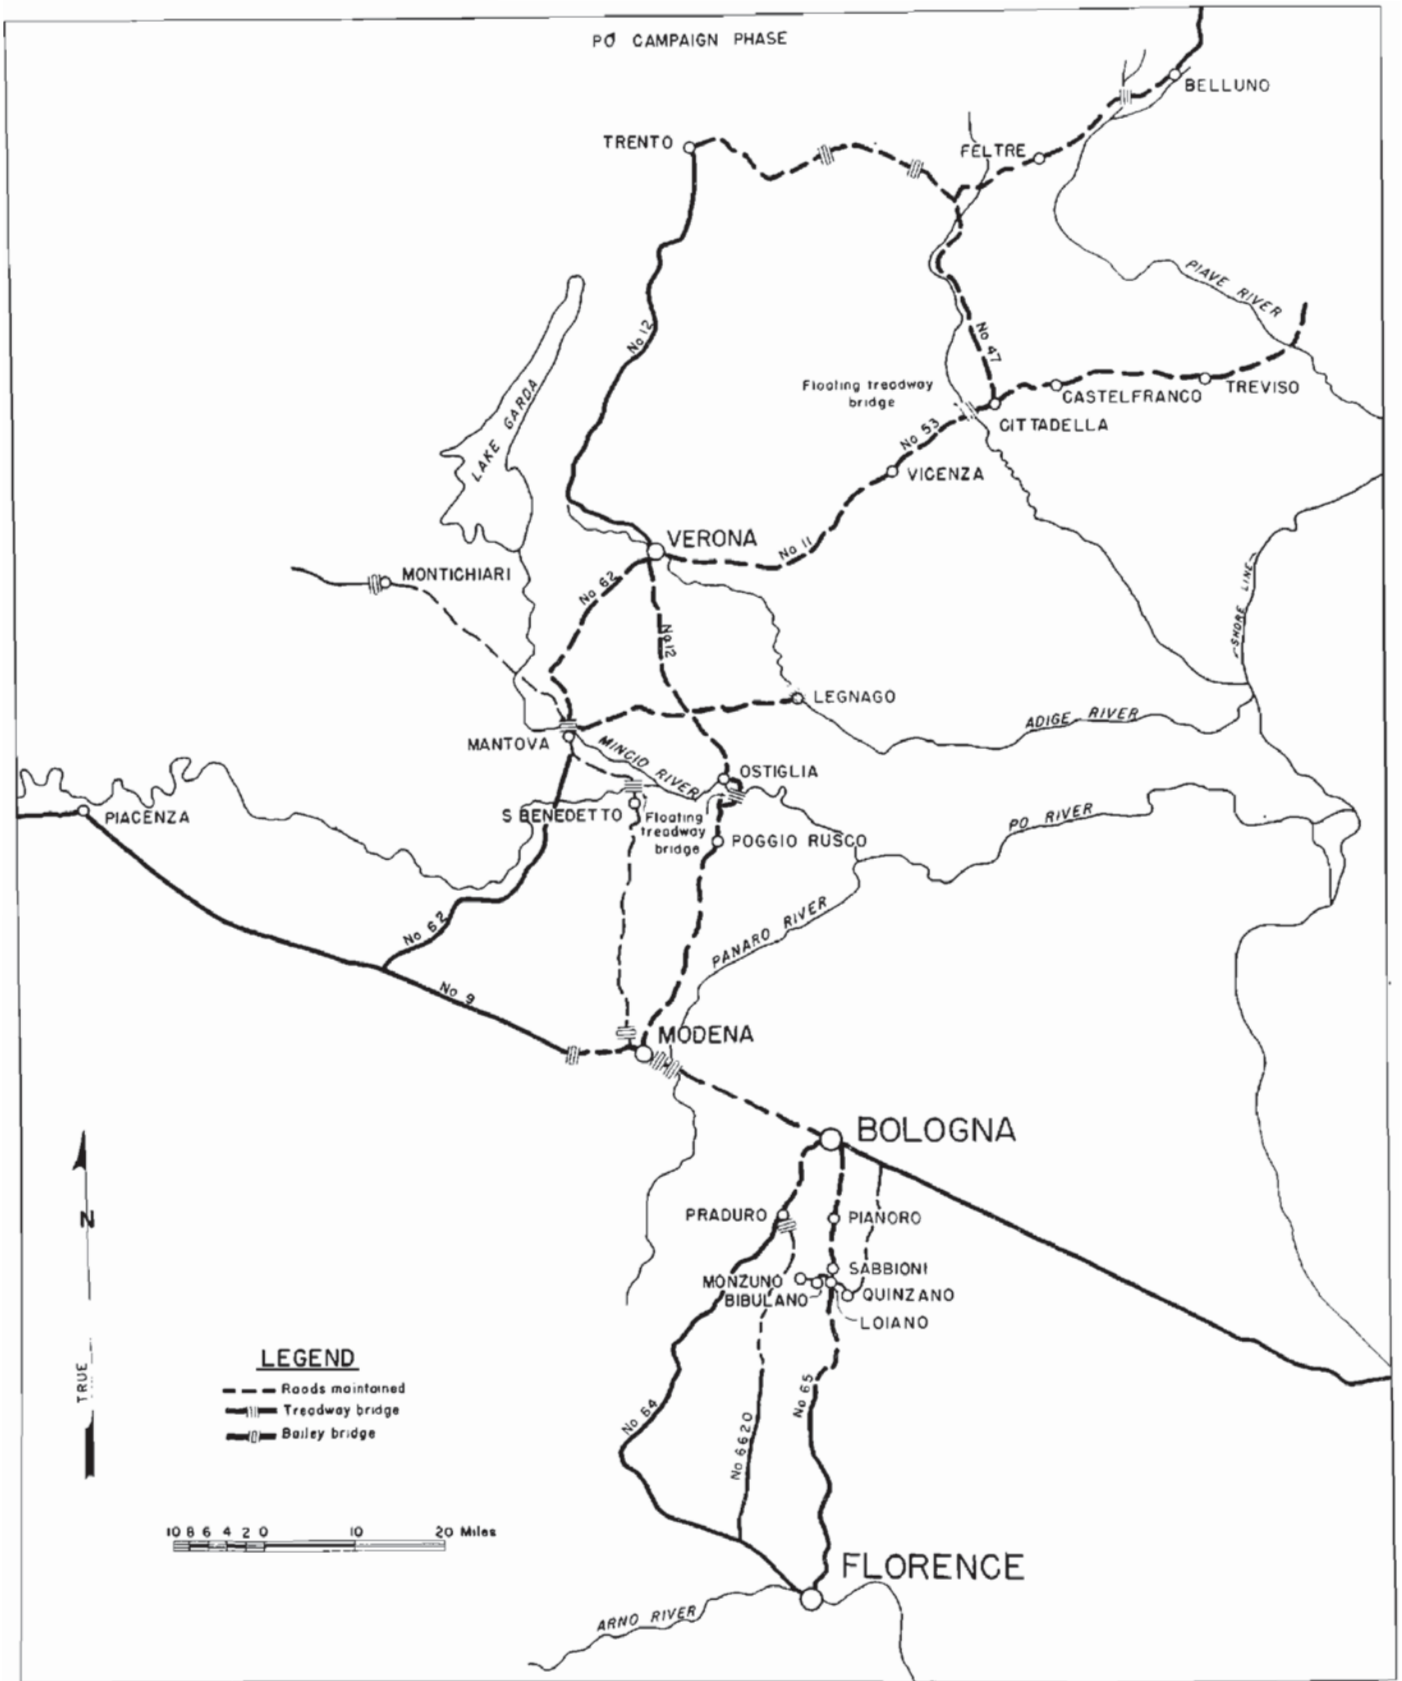 PO CAMPAIGN PHASE
BELLUNO
TRENTO
FELTRE
PIAVE RIVER
No 12
No 47
LAKE GARDA
Floating treadway
bridge
CASTELFRANCO
TREVISO
CITTADELLA
No 53
VICENZA
VERONA
No 11
MONTICHIARI
No 62
No 12
SHORE LINE
LEGNAGO
ADIGE RIVER
MANTOVA
MINCIO RIVER
OSTIGLIA
PIACENZA
S BENEDETTO
Floating
treadway
bridge
POGGIO RUSCO
PO RIVER
No 62
PANARO RIVER
No 9
MODENA
BOLOGNA
PRADURO
PIANORO
N
SABBIONI
MONZUNO
BIBULANO
QUINZANO
LOIANO
TRUE
LEGEND
Roads maintained
Treadway bridge
Bailey bridge
No 64
No 6620
No 65
10 8 6 4 2 0 10 20 Miles
FLORENCE
ARNO RIVER